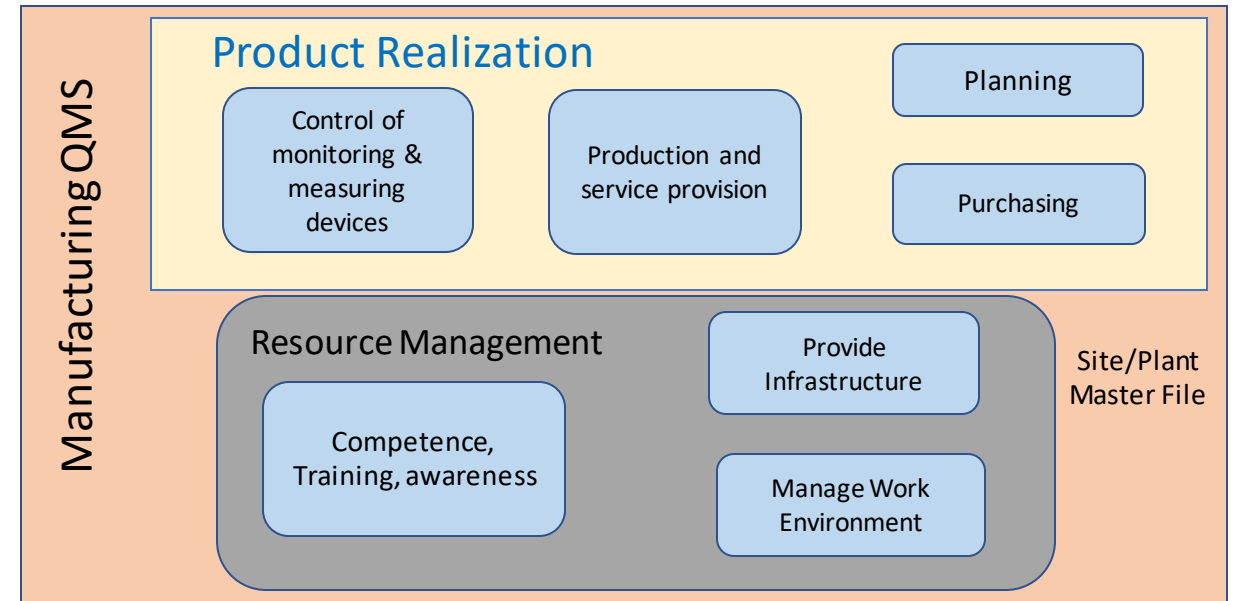 Manufacturing QMS
Product Realization
Control of
monitoring &
measuring
devices
Production and
service provision
Planning
Purchasing
Resource Management
Competence,
Training, awareness
Provide
Infrastructure
Manage Work
Environment
Site/Plant
Master File